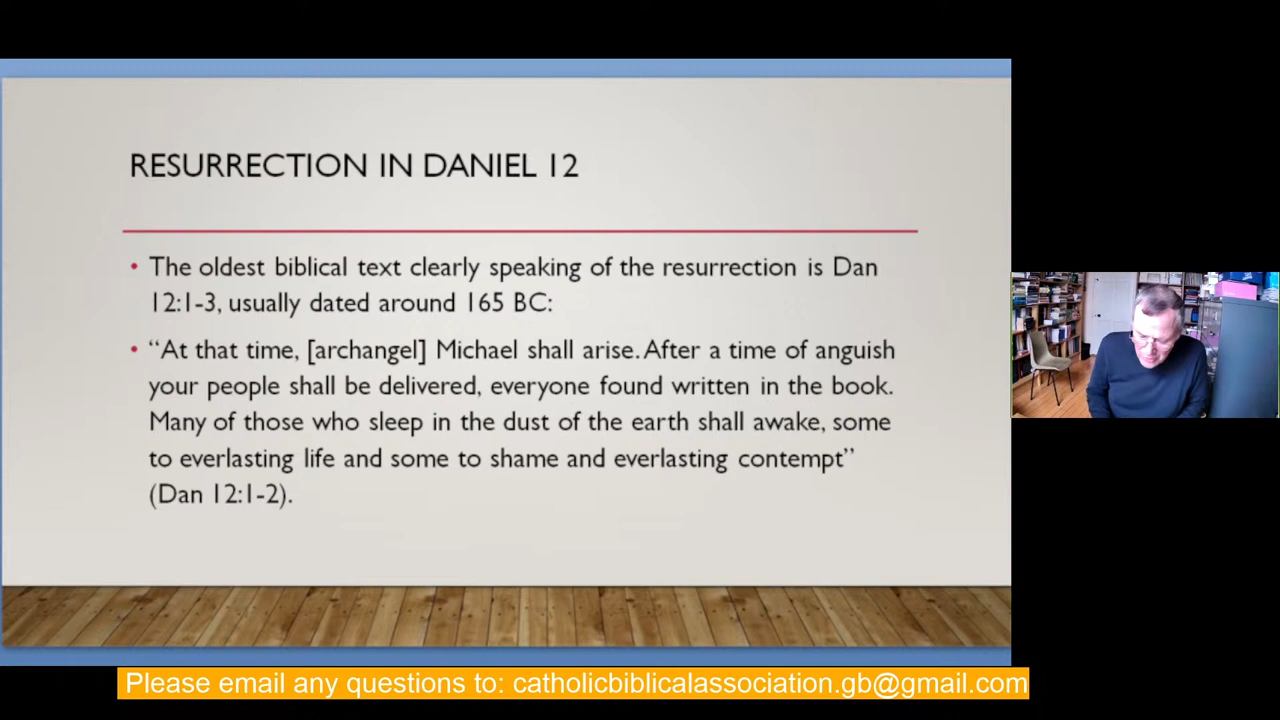 RESURRECTION IN DANIEL 12
• The oldest biblical text clearly speaking of the resurrection is Dan
12:1-3, usually dated around 165 BC:
• “At that time, [archangel] Michael shall arise. After a time of anguish
your people shall be delivered, everyone found written in the book.
Many of those who sleep in the dust of the earth shall awake, some
to everlasting life and some to shame and everlasting contempt”
(Dan 12:1-2).
Please email any questions to: catholicbiblicalassociation.gb@gmail.com